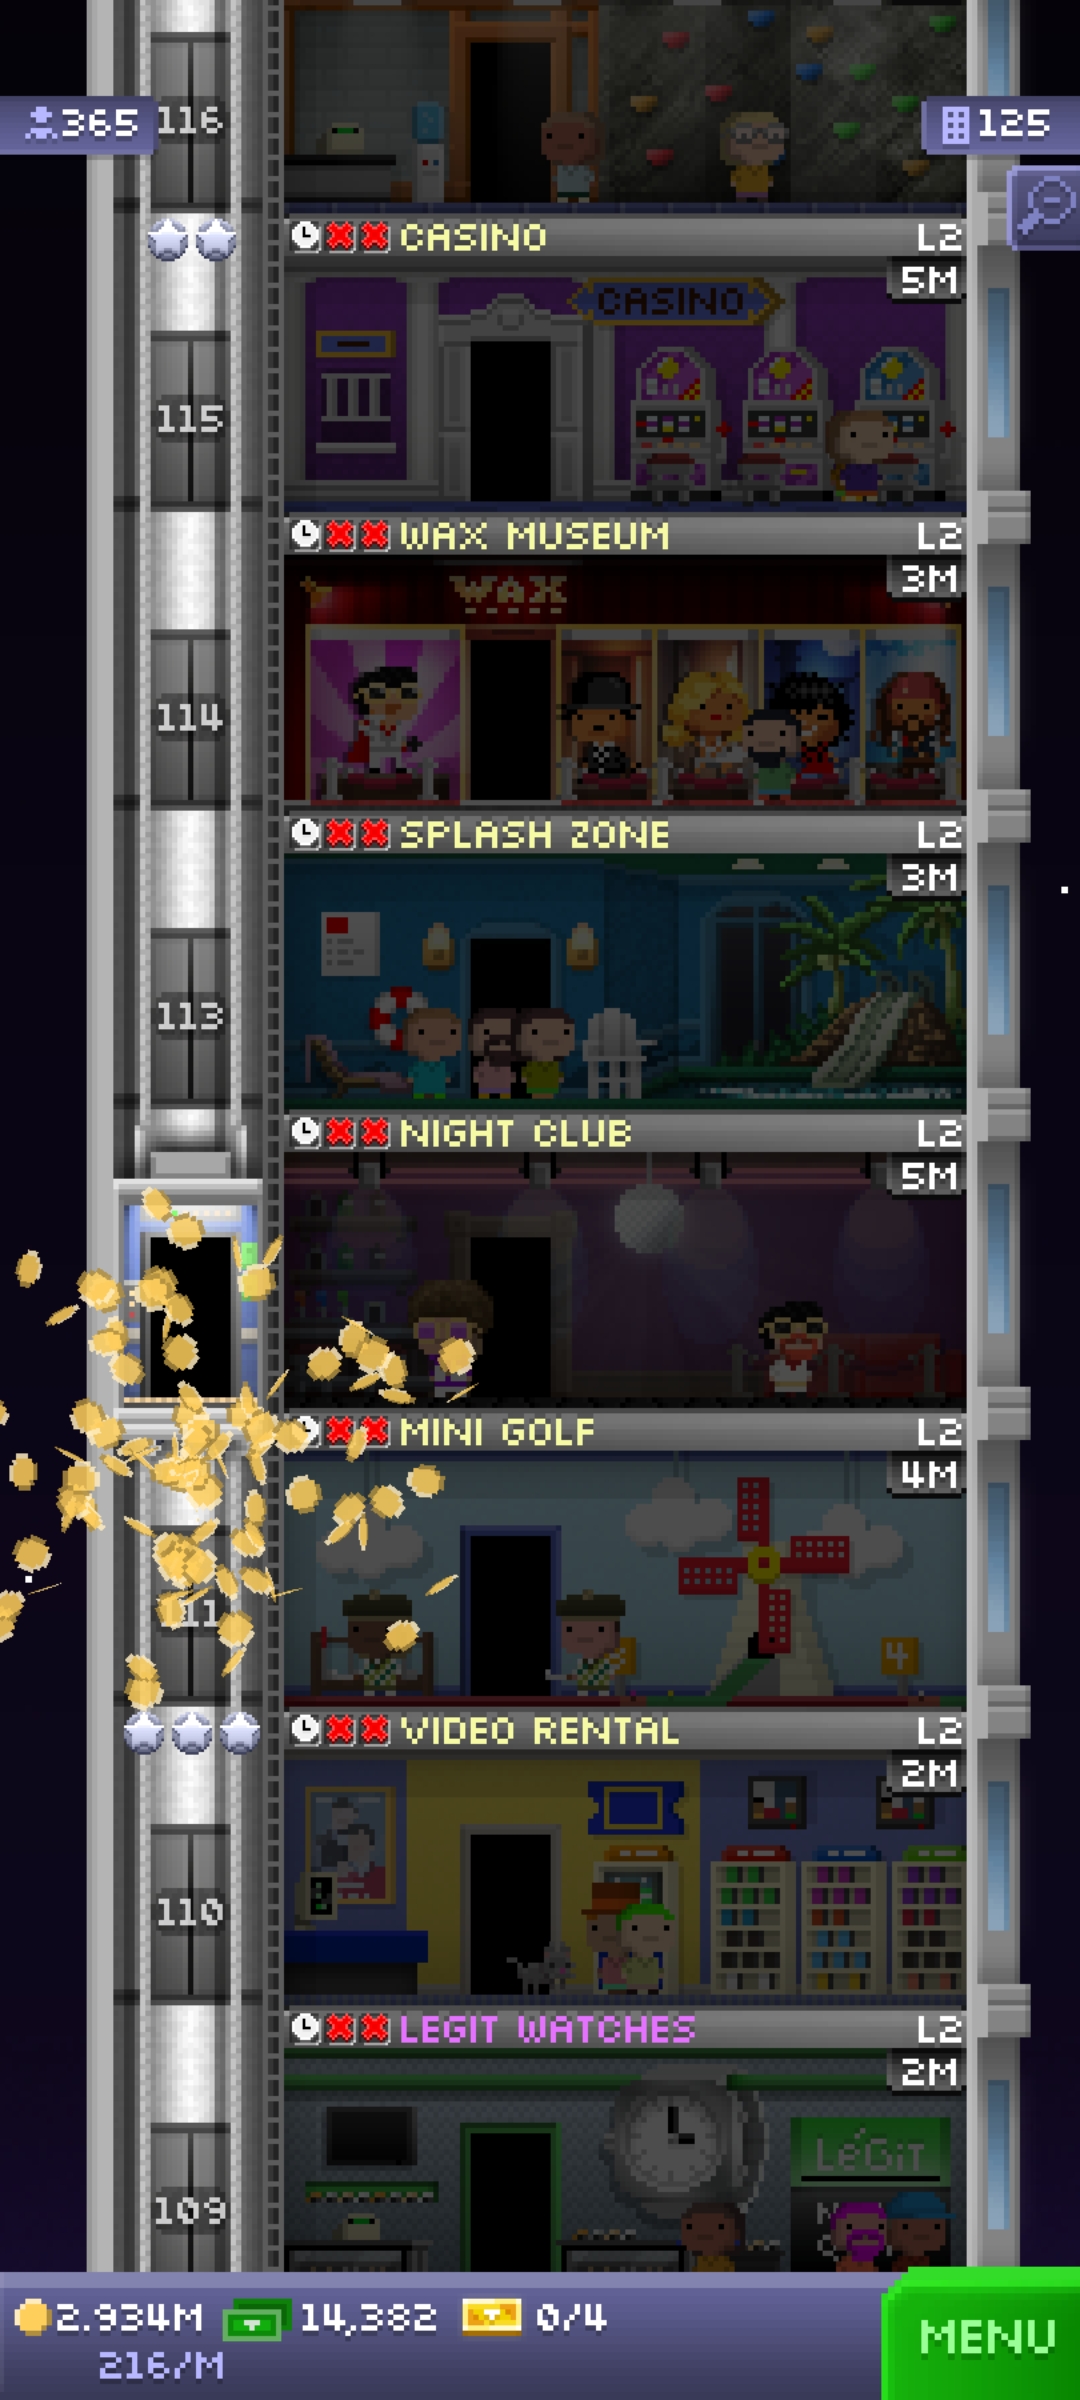 365
116
125
CASINO L2
5M
CASINO
115
WAX MUSEUM L2
3M
WAX
114
SPLASH ZONE L2
3M
113
NIGHT CLUB L2
5M
MINI GOLF L2
4M
111
4
VIDEO RENTAL L2
2M
110
LEGIT WATCHES L2
2M
LéGiT
109
2.934M 14,382 0/4
216/M
MENU